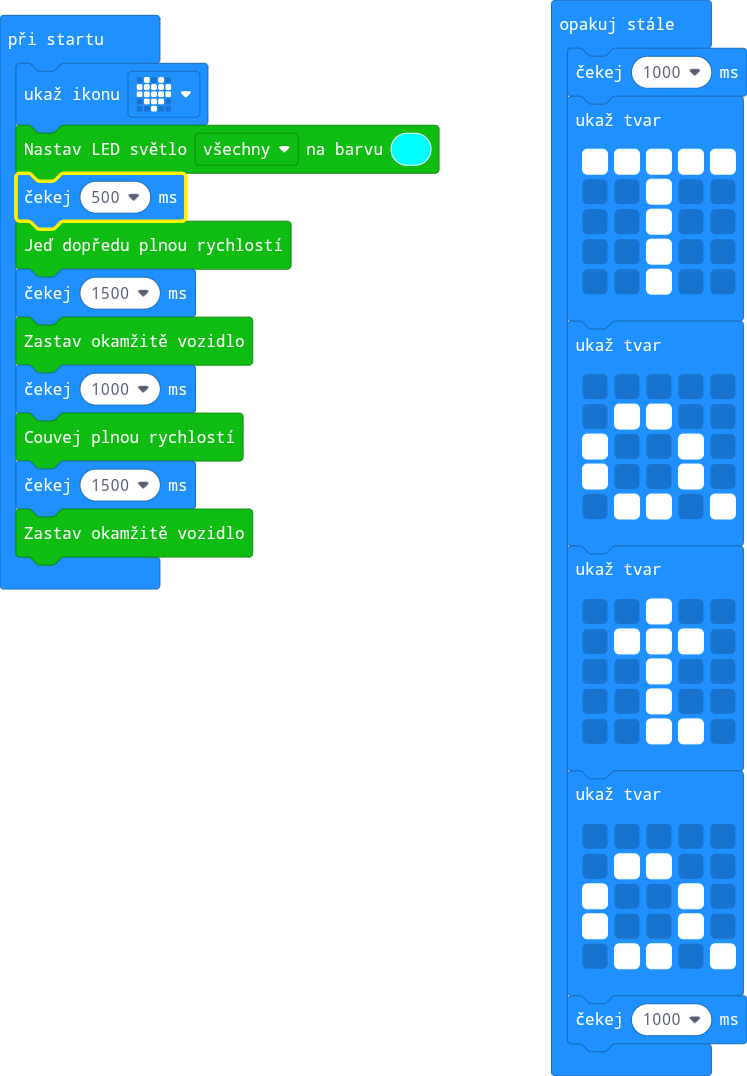 při startu
ukaž ikonu
Nastav LED světlo všechny na barvu
čekej 500 ms
Jeď dopředu plnou rychlostí
čekej 1500 ms
Zastav okamžitě vozidlo
čekej 1000 ms
Couvej plnou rychlostí
čekej 1500 ms
Zastav okamžitě vozidlo
opakuj stále
čekej 1000 ms
ukaž tvar
ukaž tvar
ukaž tvar
ukaž tvar
čekej 1000 ms